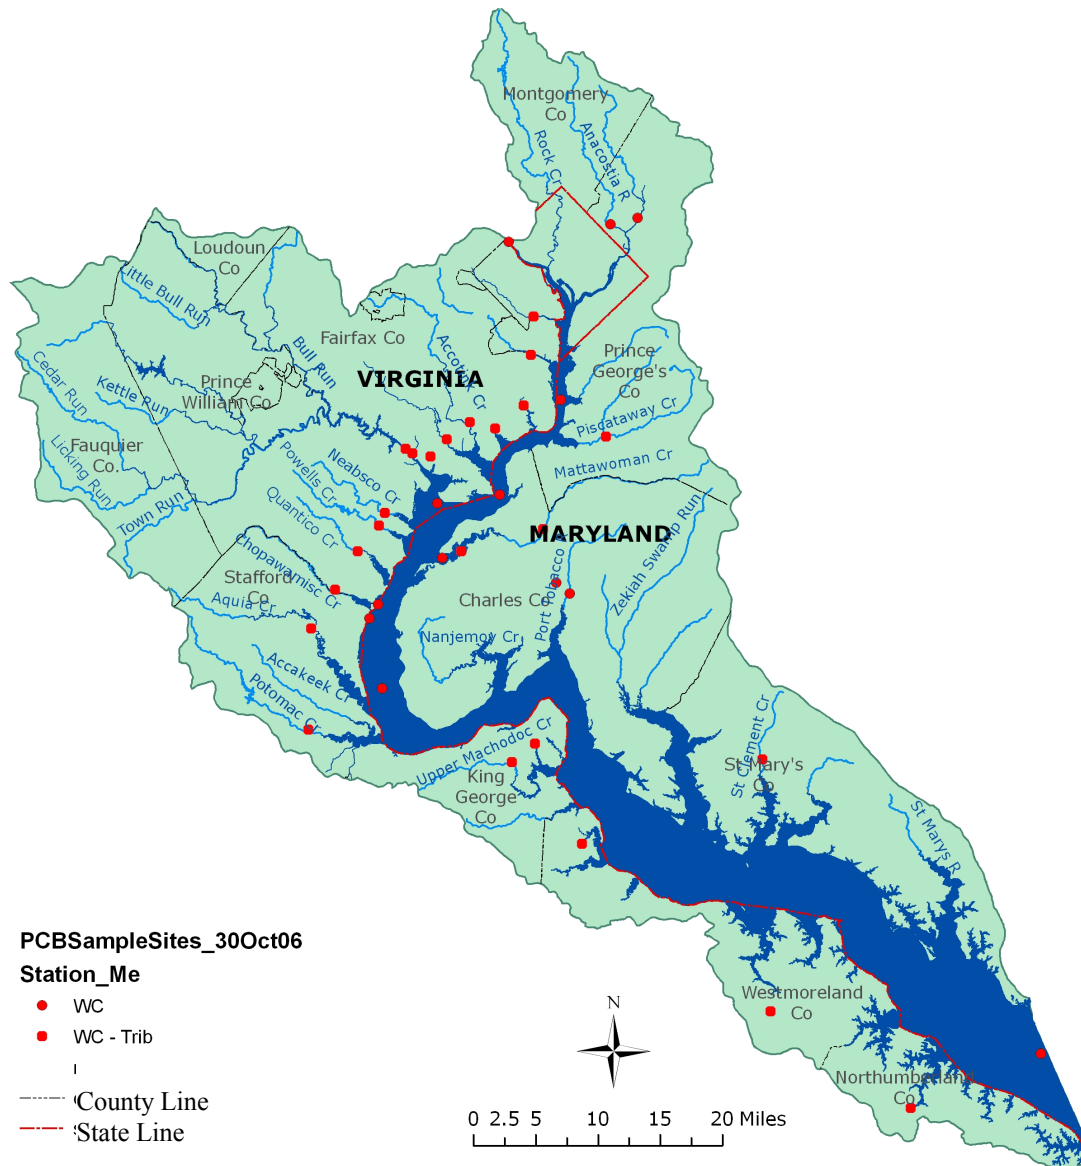 Montgomery
Co
Rock Cr
Anacostia R
Loudoun
Co
Little Bull Run
Fairfax Co
Bull Run
Accotink Cr
VIRGINIA
Prince
George's
Co
Cedar Run
Kettle Run
Prince
William Co
Piscataway Cr
Fauquier
Co.
Licking Run
Town Run
Neabsco Cr
Powells Cr
Quantico Cr
Mattawoman Cr
MARYLAND
Zekiah Swamp Run
Chopawamisc Cr
Stafford
Co
Aquia Cr
Charles Co
Port Tobacco R
Nanjemoy Cr
Accakeek Cr
Potomac Cr
Upper Machodoc Cr
King
George
Co
St Clement Cr
St Mary's
Co
St Marys R
Westmoreland
Co
Northumberland
Co
PCBSampleSites_30Oct06
Station_Me
WC
WC - Trib
County Line
State Line
N
0 2.5 5 10 15 20 Miles